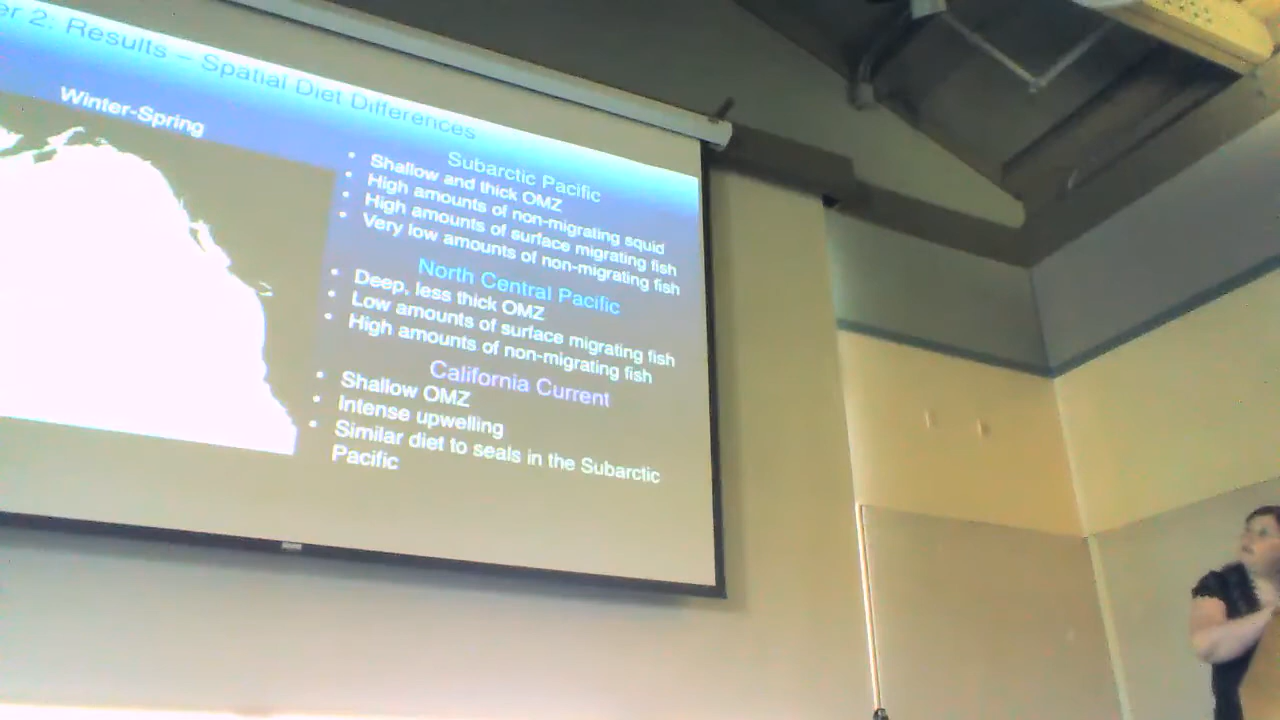 er 2: Results – Spatial Diet Differences
Winter-Spring
Subarctic Pacific
• Shallow and thick OMZ
• High amounts of non-migrating squid
• High amounts of surface migrating fish
• Very low amounts of non-migrating fish
North Central Pacific
• Deep, less thick OMZ
• Low amounts of surface migrating fish
• High amounts of non-migrating fish
California Current
• Shallow OMZ
• Intense upwelling
• Similar diet to seals in the Subarctic
Pacific